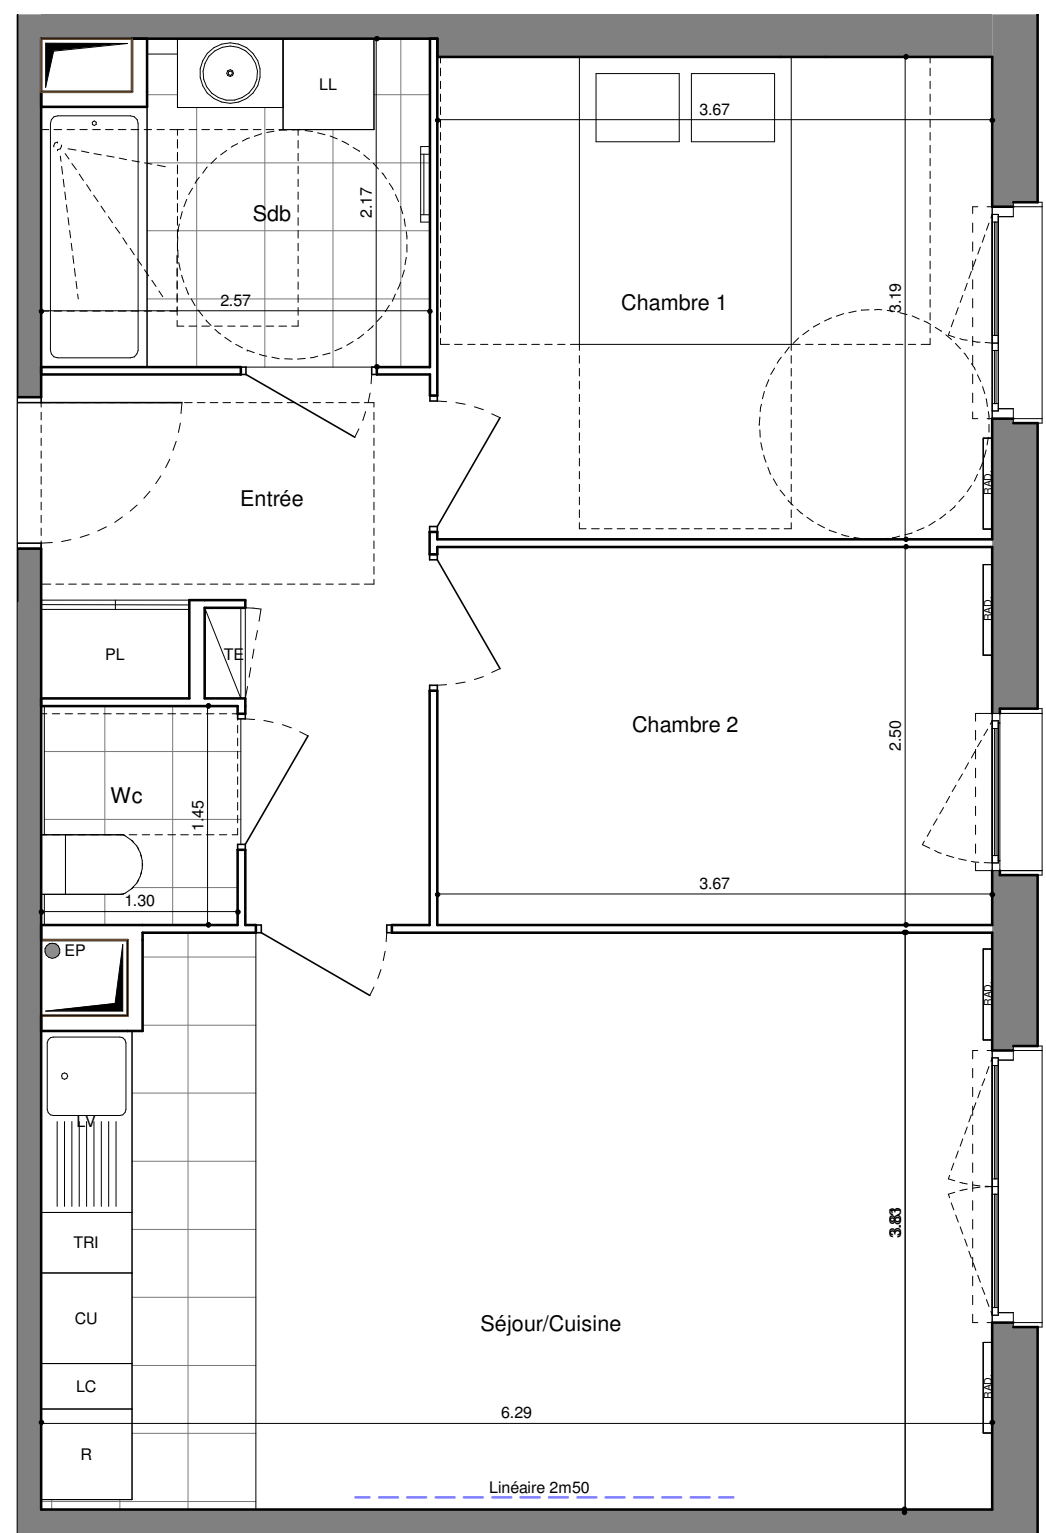 LL
3.67
Sdb
2.17
2.57
Chambre 1
3.19
RAD.
Entrée
RAD.
PL
TE
Chambre 2
2.50
Wc
1.45
3.67
1.30
EP
RAD.
LV
TRI
CU
Séjour/Cuisine
LC
RAD.
6.29
R
Linéaire 2m50